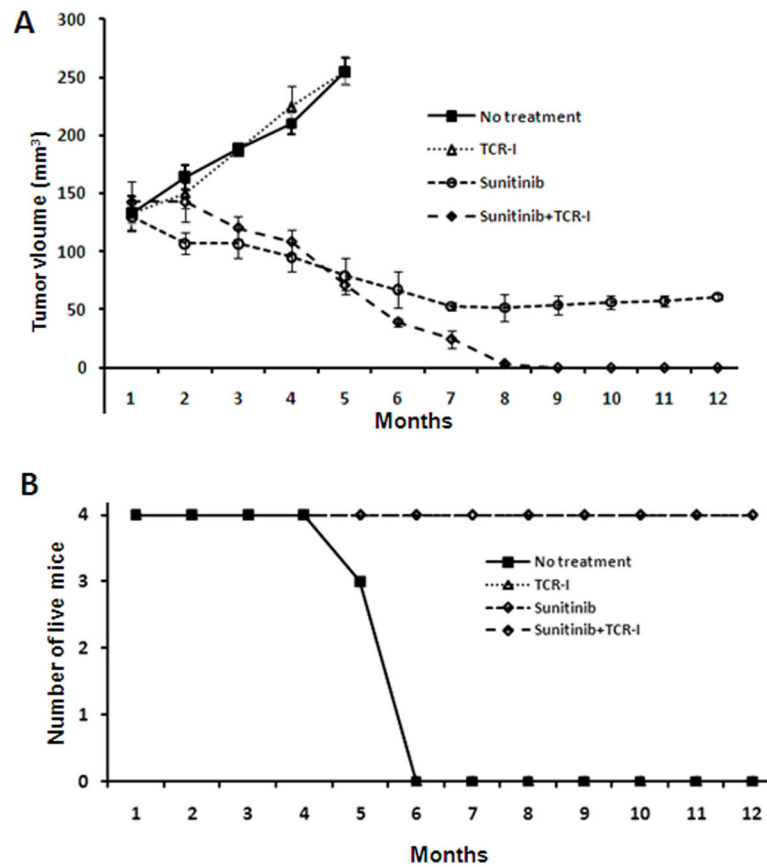 A
300
250
200
150
100
50
0
Tumor vloume (mm³)
No treatment
TCR-I
Sunitinib
Sunitinib+TCR-I
1 2 3 4 5 6 7 8 9 10 11 12
Months
B
4
3
2
1
0
Number of live mice
No treatment
TCR-I
Sunitinib
Sunitinib+TCR-I
1 2 3 4 5 6 7 8 9 10 11 12
Months